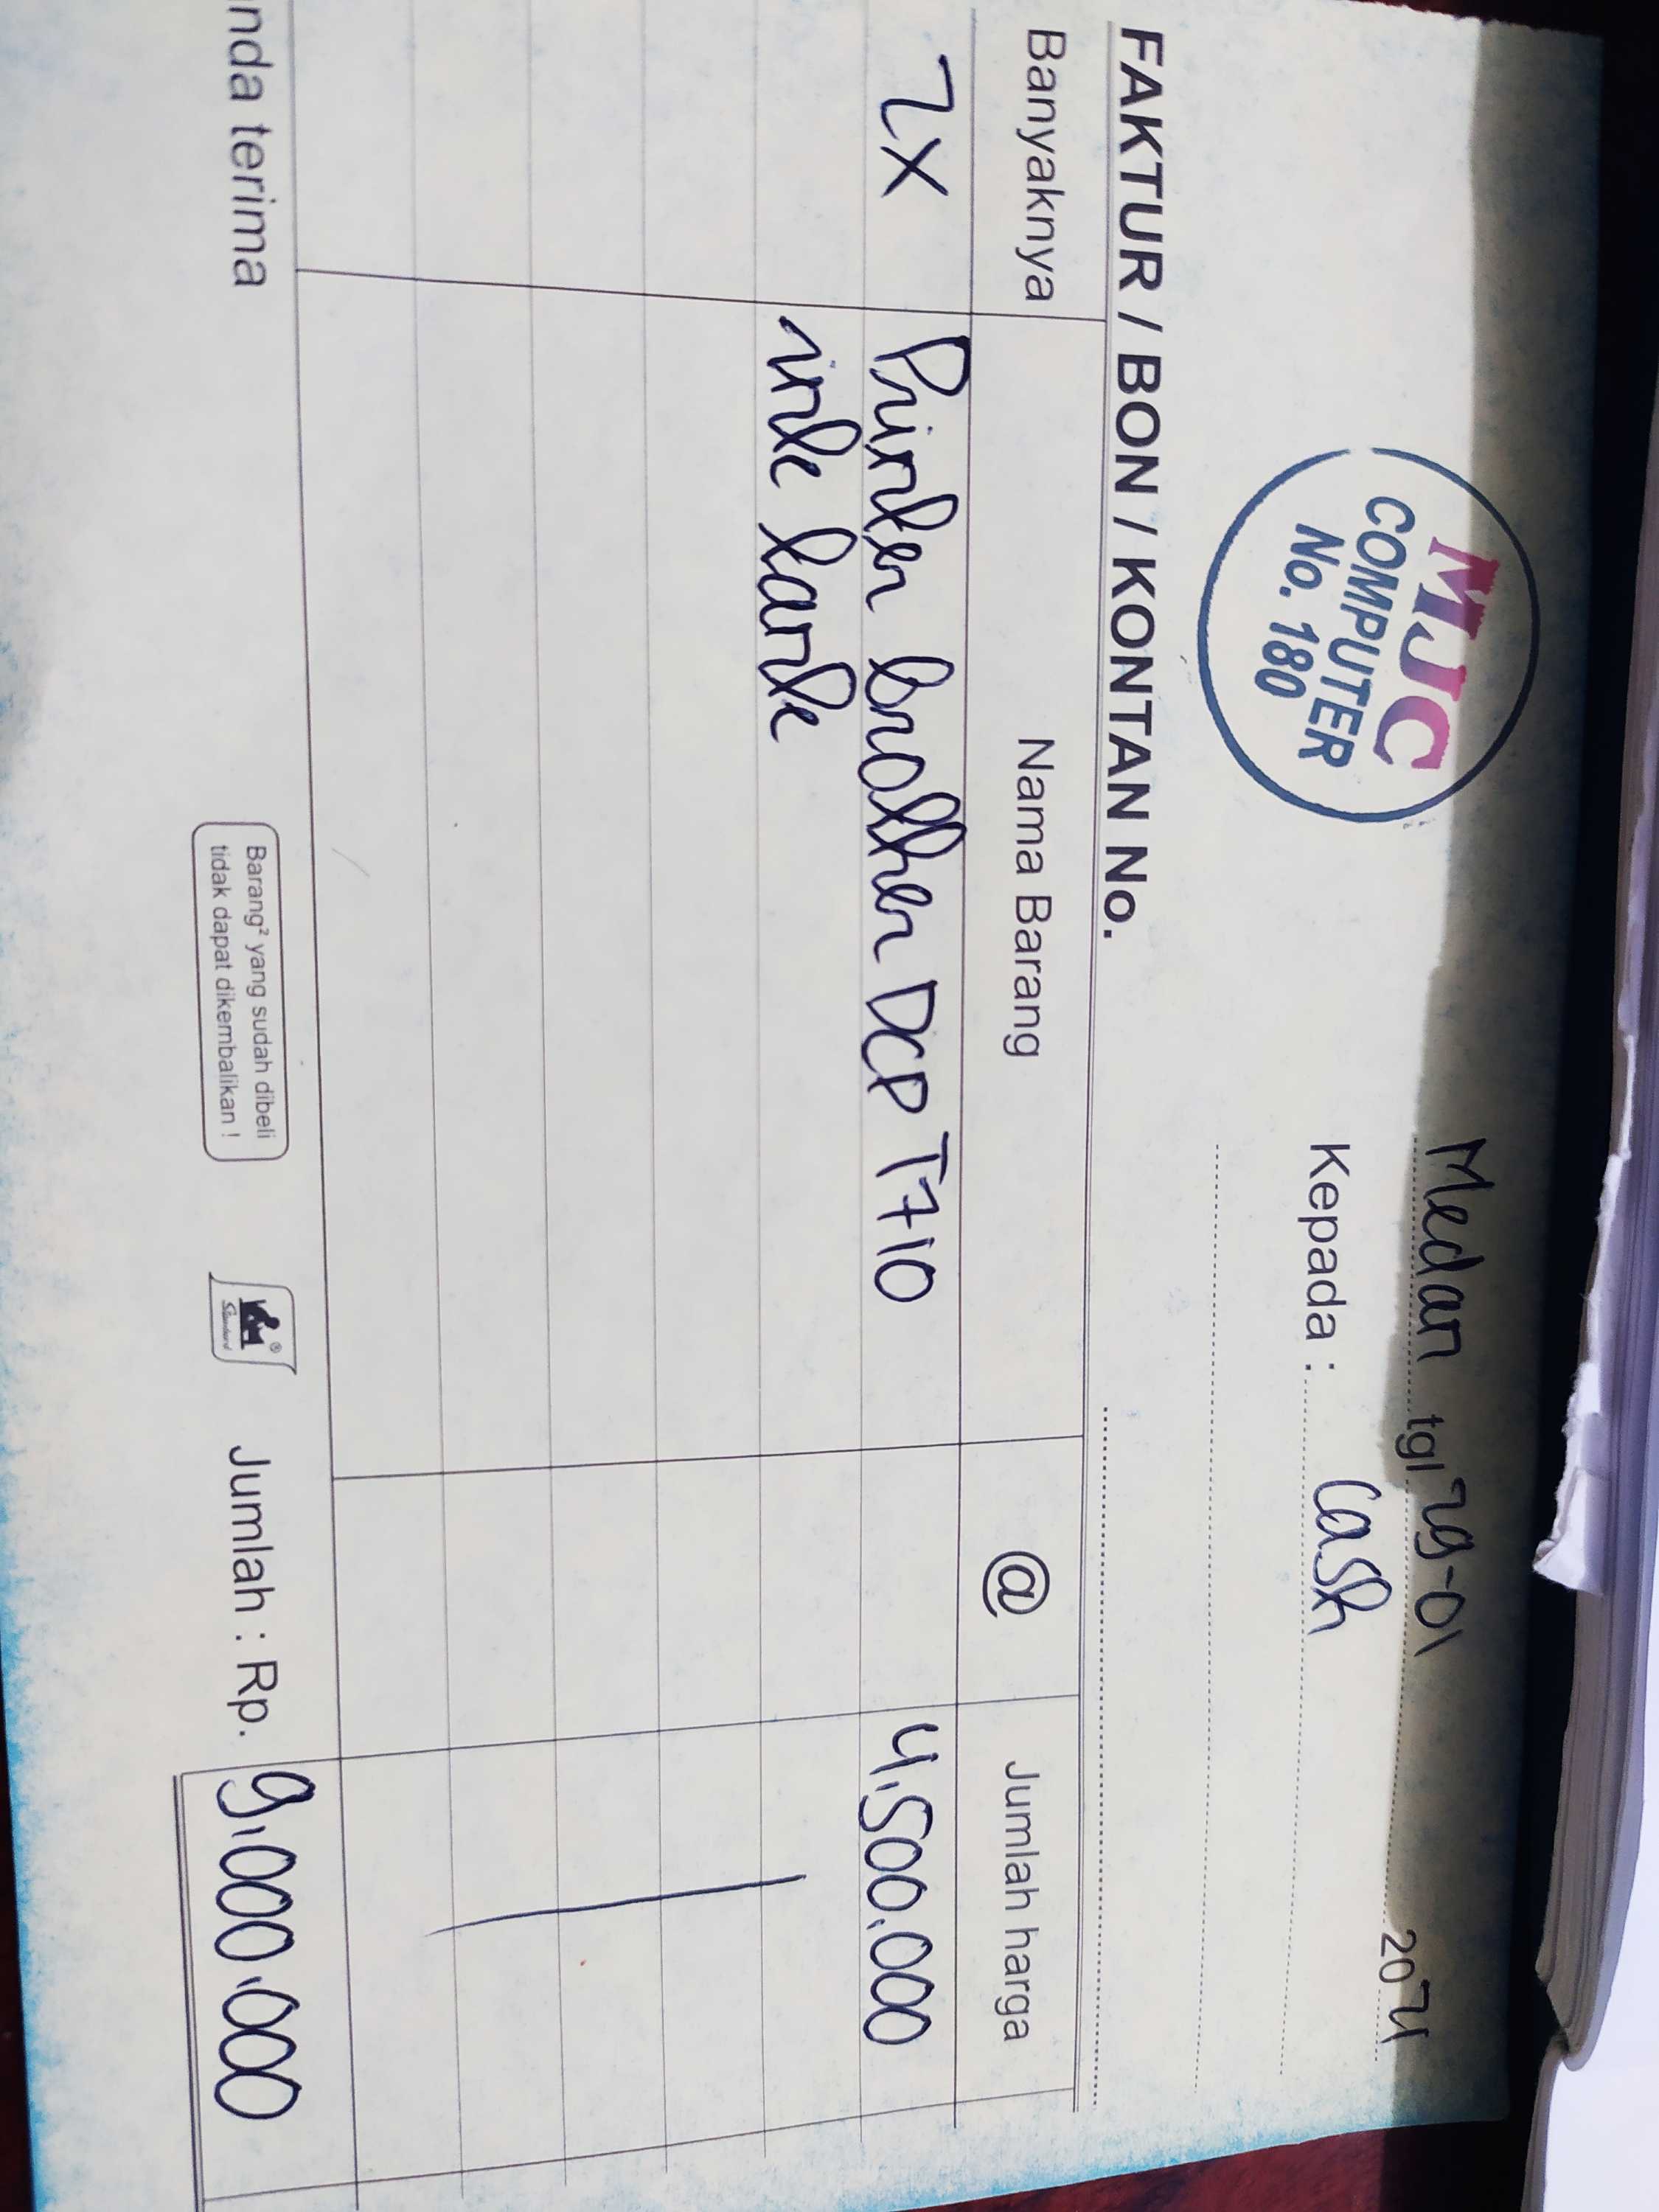 MJC
COMPUTER
No. 180
Medan tgl 29-01 2024
Kepada : Cash
FAKTUR / BON / KONTAN No.
Banyaknya Nama Barang @ Jumlah harga
2X Printer brother DCP T710 4.500.000
ink tank
nda terima
Barang² yang sudah dibeli
tidak dapat dikembalikan !
® Standard
Jumlah : Rp. 9.000.000